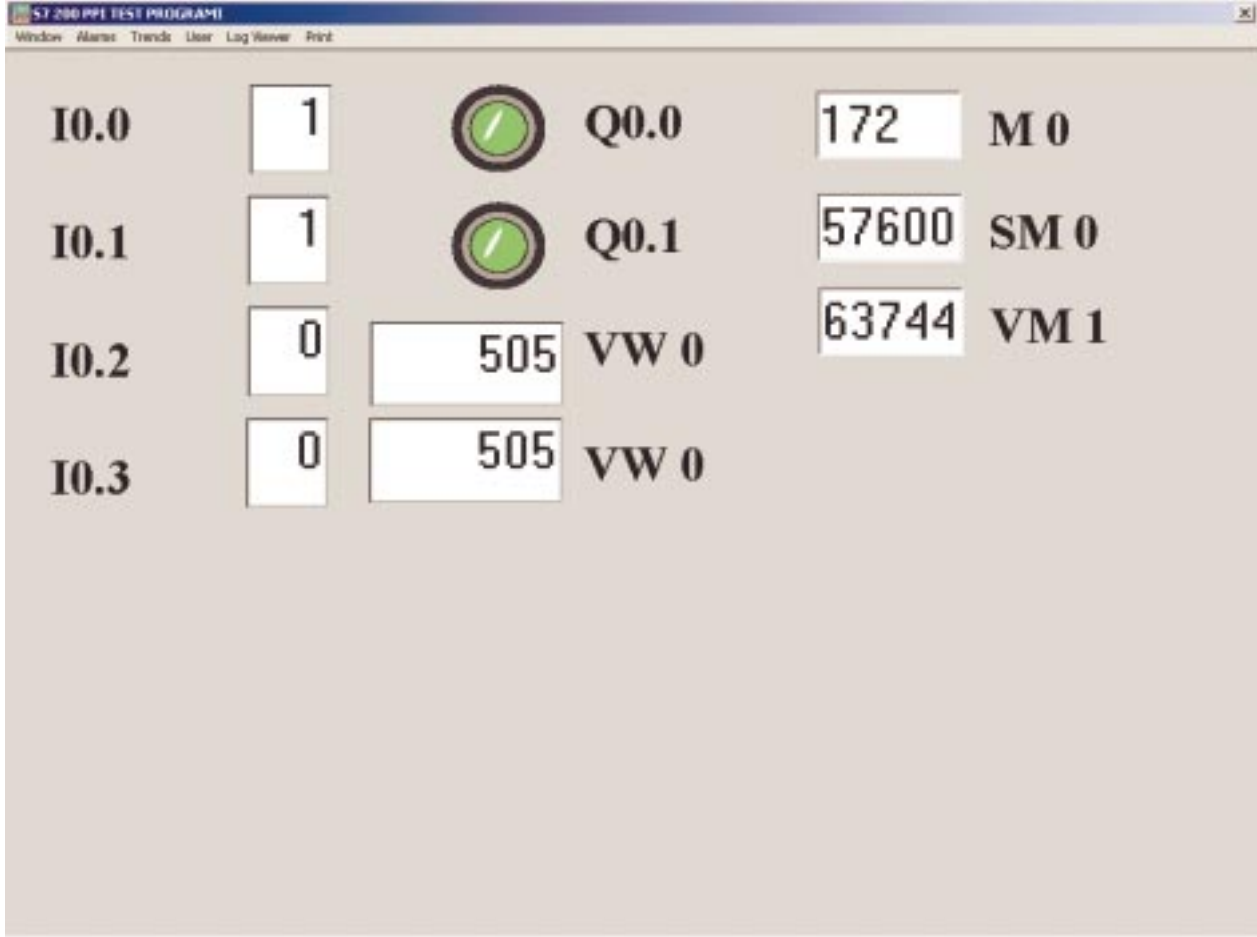 S7 200 PPI TEST PROGRAMI
Window Alarms Trends User Log Viewer Print
I0.0 1 Q0.0 172 M 0
I0.1 1 Q0.1 57600 SM 0
I0.2 0 505 VW 0 63744 VM 1
I0.3 0 505 VW 0